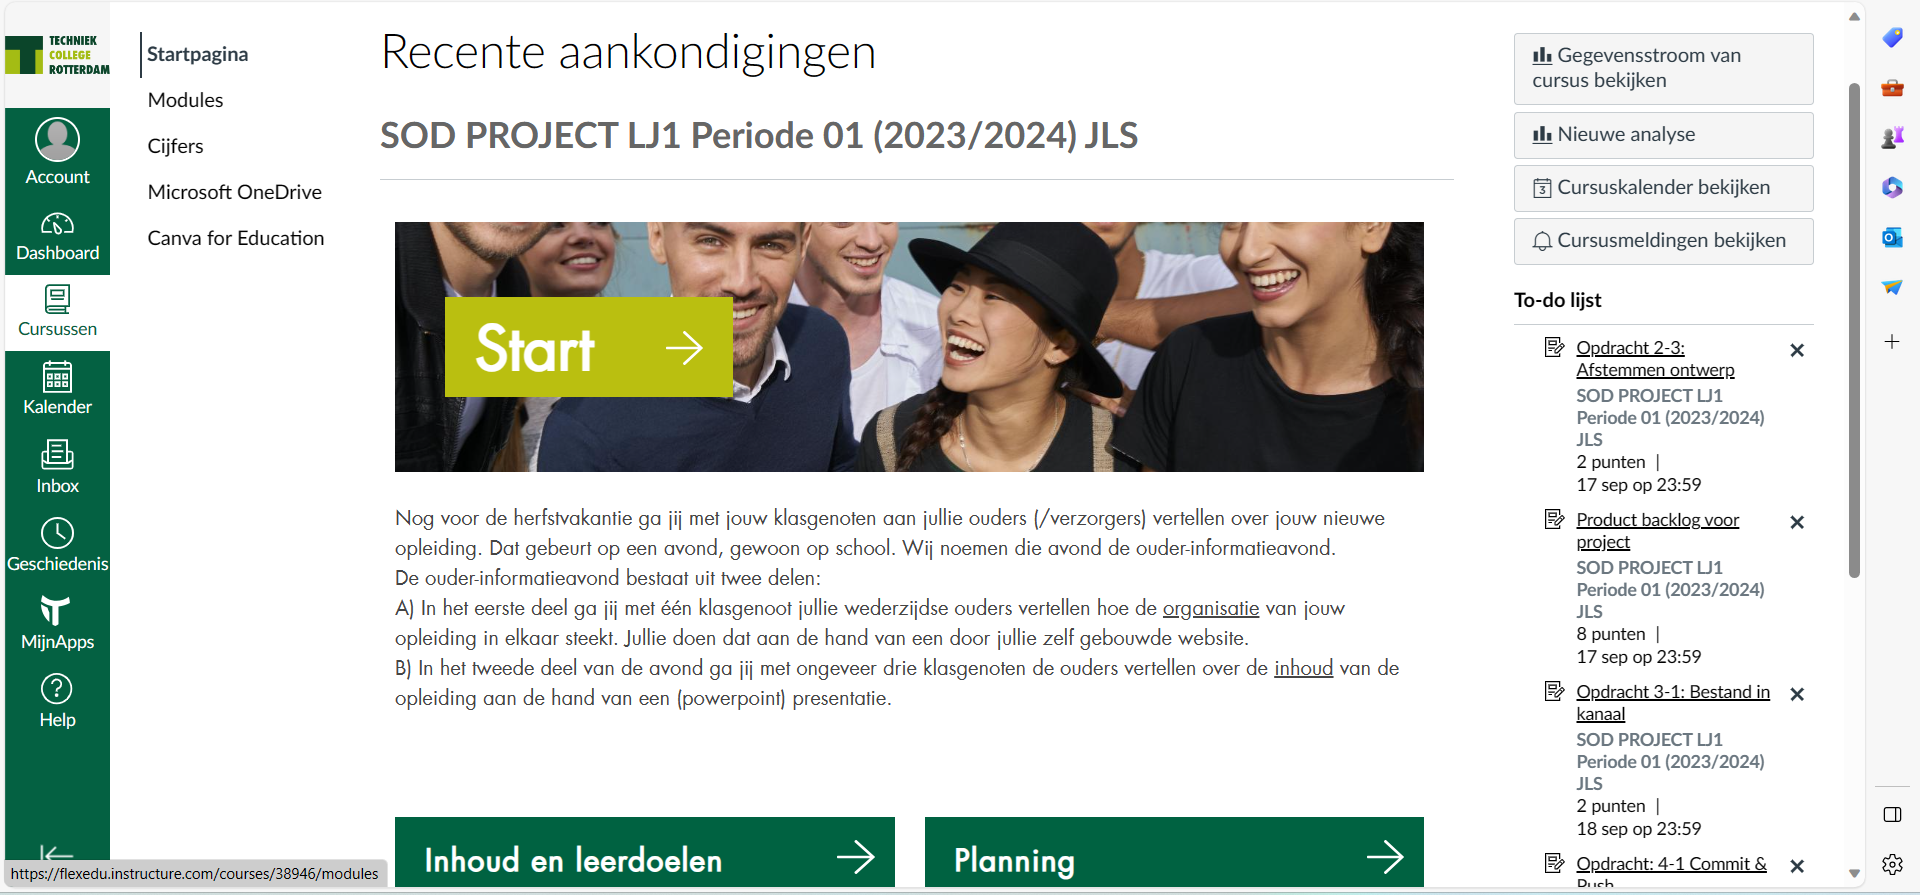 TECHNIEK
COLLEGE
ROTTERDAM
Account
Dashboard
Cursussen
Kalender
Inbox
Geschiedenis
MijnApps
Help
Startpagina
Modules
Cijfers
Microsoft OneDrive
Canva for Education
Recente aankondigingen
SOD PROJECT LJ1 Periode 01 (2023/2024) JLS
Start
Nog voor de herfstvakantie ga jij met jouw klasgenoten aan jullie ouders (/verzorgers) vertellen over jouw nieuwe
opleiding. Dat gebeurt op een avond, gewoon op school. Wij noemen die avond de ouder-informatieavond.
De ouder-informatieavond bestaat uit twee delen:
A) In het eerste deel ga jij met één klasgenoot jullie wederzijdse ouders vertellen hoe de organisatie van jouw
opleiding in elkaar steekt. Jullie doen dat aan de hand van een door jullie zelf gebouwde website.
B) In het tweede deel van de avond ga jij met ongeveer drie klasgenoten de ouders vertellen over de inhoud van de
opleiding aan de hand van een (powerpoint) presentatie.
Inhoud en leerdoelen
Planning
Gegevensstroom van
cursus bekijken
Nieuwe analyse
3 Cursuskalender bekijken
Cursusmeldingen bekijken
To-do lijst
Opdracht 2-3:
Afstemmen ontwerp
SOD PROJECT LJ1
Periode 01 (2023/2024)
JLS
2 punten |
17 sep op 23:59
Product backlog voor
project
SOD PROJECT LJ1
Periode 01 (2023/2024)
JLS
8 punten |
17 sep op 23:59
Opdracht 3-1: Bestand in
kanaal
SOD PROJECT LJ1
Periode 01 (2023/2024)
JLS
2 punten |
18 sep op 23:59
Opdracht: 4-1 Commit &
Push
https://flexedu.instructure.com/courses/38946/modules